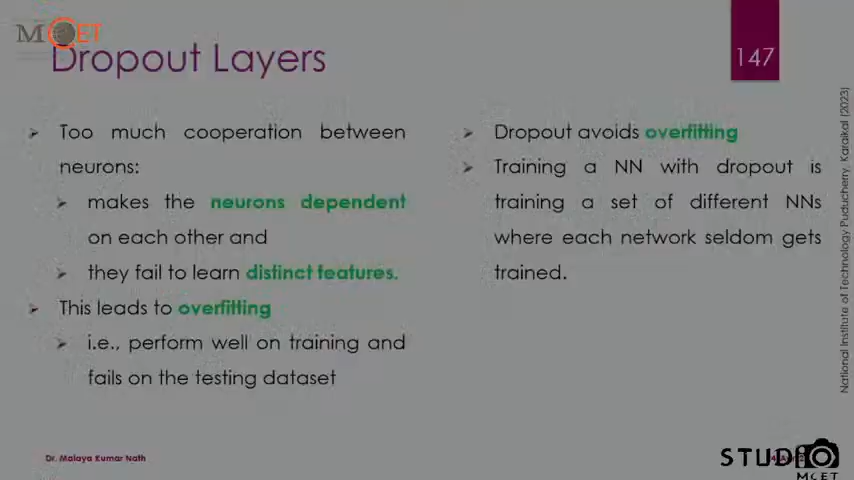 MCET
Dropout Layers
147
Too much cooperation between
neurons:
makes the neurons dependent
on each other and
they fail to learn distinct features.
This leads to overfitting
i.e., perform well on training and
fails on the testing dataset
Dropout avoids overfitting
Training a NN with dropout is
training a set of different NNs
where each network seldom gets
trained.
National Institute of Technology Puducherry, Karaikal (2023)
Dr. Malaya Kumar Nath
STUDIO
MCET